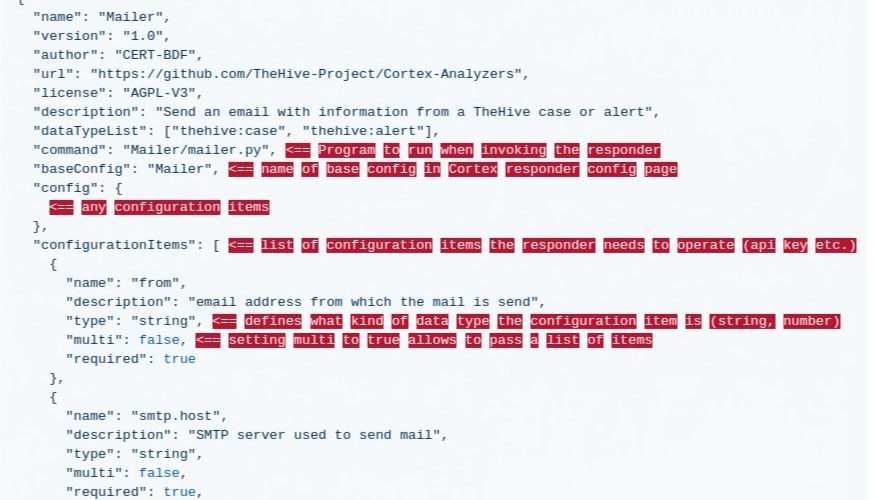 {
"name": "Mailer",
"version": "1.0",
"author": "CERT-BDF",
"url": "https://github.com/TheHive-Project/Cortex-Analyzers",
"license": "AGPL-V3",
"description": "Send an email with information from a TheHive case or alert",
"dataTypeList": ["thehive:case", "thehive:alert"],
"command": "Mailer/mailer.py", <== Program to run when invoking the responder
"baseConfig": "Mailer", <== name of base config in Cortex responder config page
"config": {
<== any configuration items
},
"configurationItems": [ <== list of configuration items the responder needs to operate (api key etc.)
{
"name": "from",
"description": "email address from which the mail is send",
"type": "string", <== defines what kind of data type the configuration item is (string, number)
"multi": false, <== setting multi to true allows to pass a list of items
"required": true
},
{
"name": "smtp.host",
"description": "SMTP server used to send mail",
"type": "string",
"multi": false,
"required": true,